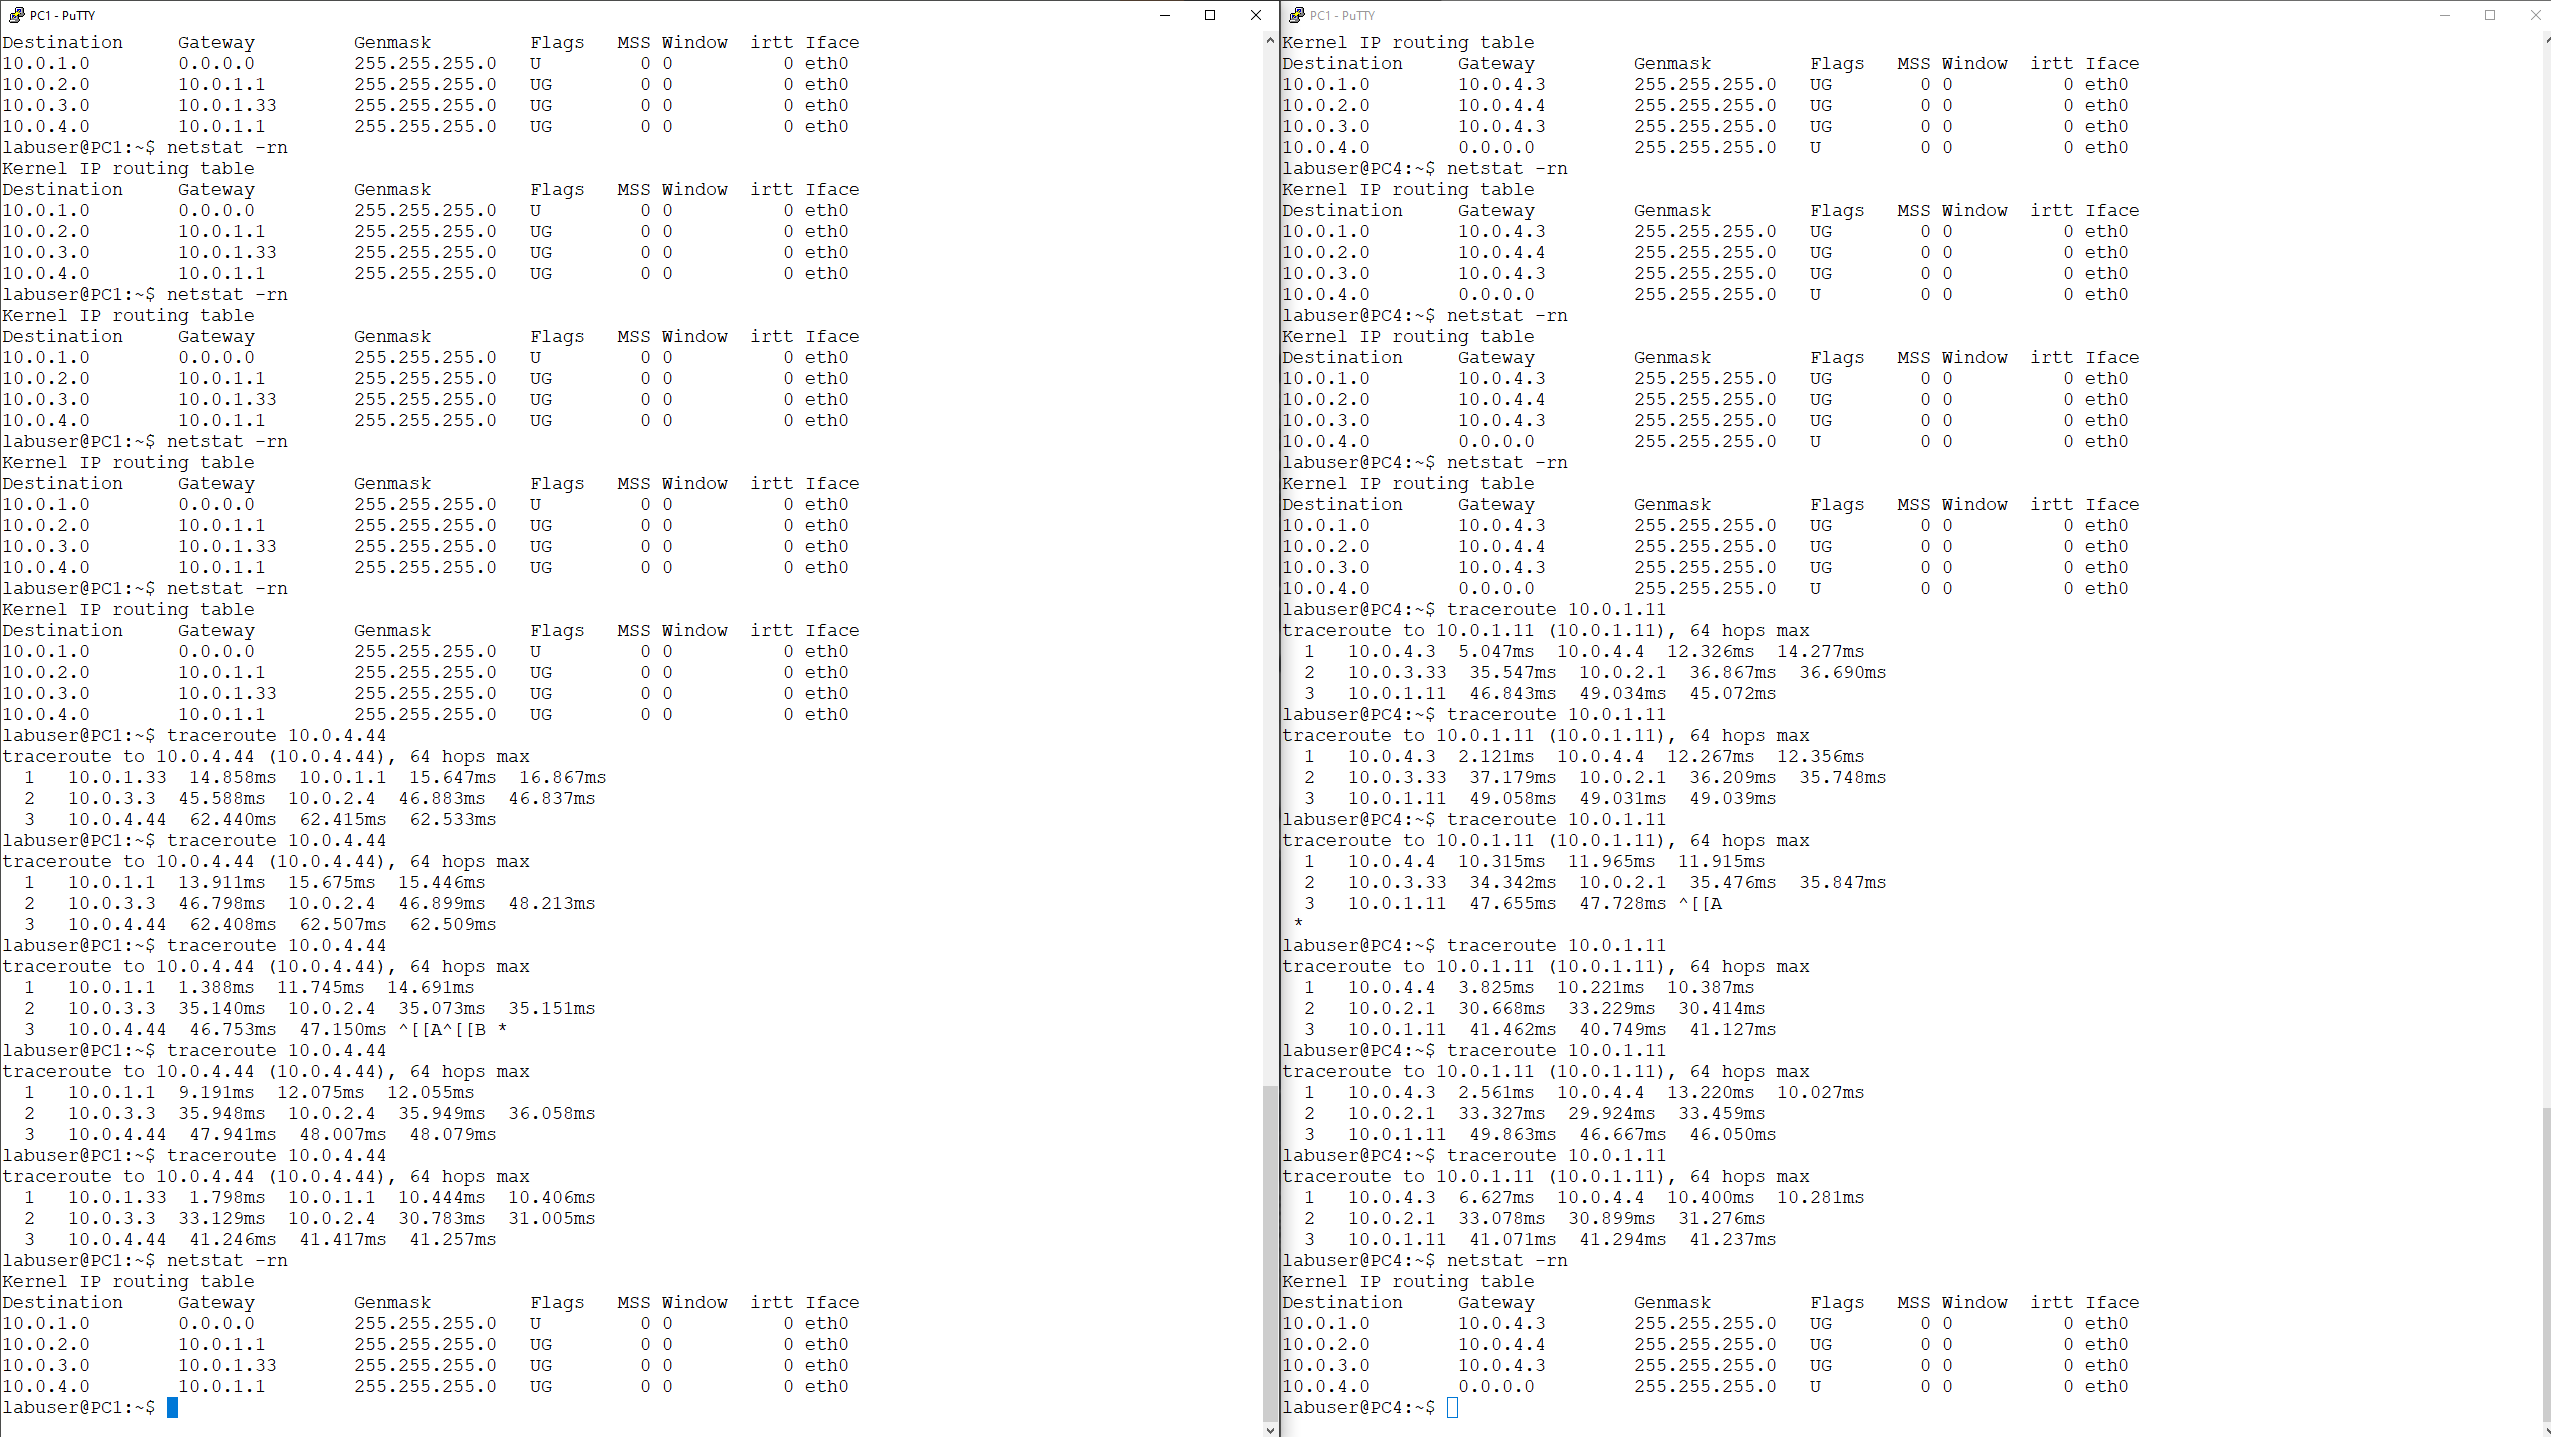 PC1 - PuTTY
Destination     Gateway         Genmask         Flags   MSS Window  irtt Iface
10.0.1.0        0.0.0.0         255.255.255.0   U         0 0          0 eth0
10.0.2.0        10.0.1.1        255.255.255.0   UG        0 0          0 eth0
10.0.3.0        10.0.1.33       255.255.255.0   UG        0 0          0 eth0
10.0.4.0        10.0.1.1        255.255.255.0   UG        0 0          0 eth0
labuser@PC1:~$ netstat -rn
Kernel IP routing table
Destination     Gateway         Genmask         Flags   MSS Window  irtt Iface
10.0.1.0        0.0.0.0         255.255.255.0   U         0 0          0 eth0
10.0.2.0        10.0.1.1        255.255.255.0   UG        0 0          0 eth0
10.0.3.0        10.0.1.33       255.255.255.0   UG        0 0          0 eth0
10.0.4.0        10.0.1.1        255.255.255.0   UG        0 0          0 eth0
labuser@PC1:~$ netstat -rn
Kernel IP routing table
Destination     Gateway         Genmask         Flags   MSS Window  irtt Iface
10.0.1.0        0.0.0.0         255.255.255.0   U         0 0          0 eth0
10.0.2.0        10.0.1.1        255.255.255.0   UG        0 0          0 eth0
10.0.3.0        10.0.1.33       255.255.255.0   UG        0 0          0 eth0
10.0.4.0        10.0.1.1        255.255.255.0   UG        0 0          0 eth0
labuser@PC1:~$ netstat -rn
Kernel IP routing table
Destination     Gateway         Genmask         Flags   MSS Window  irtt Iface
10.0.1.0        0.0.0.0         255.255.255.0   U         0 0          0 eth0
10.0.2.0        10.0.1.1        255.255.255.0   UG        0 0          0 eth0
10.0.3.0        10.0.1.33       255.255.255.0   UG        0 0          0 eth0
10.0.4.0        10.0.1.1        255.255.255.0   UG        0 0          0 eth0
labuser@PC1:~$ netstat -rn
Kernel IP routing table
Destination     Gateway         Genmask         Flags   MSS Window  irtt Iface
10.0.1.0        0.0.0.0         255.255.255.0   U         0 0          0 eth0
10.0.2.0        10.0.1.1        255.255.255.0   UG        0 0          0 eth0
10.0.3.0        10.0.1.33       255.255.255.0   UG        0 0          0 eth0
10.0.4.0        10.0.1.1        255.255.255.0   UG        0 0          0 eth0
labuser@PC1:~$ traceroute 10.0.4.44
traceroute to 10.0.4.44 (10.0.4.44), 64 hops max
  1   10.0.1.33  14.858ms  10.0.1.1  15.647ms  16.867ms
  2   10.0.3.3  45.588ms  10.0.2.4  46.883ms  46.837ms
  3   10.0.4.44  62.440ms  62.415ms  62.533ms
labuser@PC1:~$ traceroute 10.0.4.44
traceroute to 10.0.4.44 (10.0.4.44), 64 hops max
  1   10.0.1.1  13.911ms  15.675ms  15.446ms
  2   10.0.3.3  46.798ms  10.0.2.4  46.899ms  48.213ms
  3   10.0.4.44  62.408ms  62.507ms  62.509ms
labuser@PC1:~$ traceroute 10.0.4.44
traceroute to 10.0.4.44 (10.0.4.44), 64 hops max
  1   10.0.1.1  1.388ms  11.745ms  14.691ms
  2   10.0.3.3  35.140ms  10.0.2.4  35.073ms  35.151ms
  3   10.0.4.44  46.753ms  47.150ms ^[[A^[[B *
labuser@PC1:~$ traceroute 10.0.4.44
traceroute to 10.0.4.44 (10.0.4.44), 64 hops max
  1   10.0.1.1  9.191ms  12.075ms  12.055ms
  2   10.0.3.3  35.948ms  10.0.2.4  35.949ms  36.058ms
  3   10.0.4.44  47.941ms  48.007ms  48.079ms
labuser@PC1:~$ traceroute 10.0.4.44
traceroute to 10.0.4.44 (10.0.4.44), 64 hops max
  1   10.0.1.33  1.798ms  10.0.1.1  10.444ms  10.406ms
  2   10.0.3.3  33.129ms  10.0.2.4  30.783ms  31.005ms
  3   10.0.4.44  41.246ms  41.417ms  41.257ms
labuser@PC1:~$ netstat -rn
Kernel IP routing table
Destination     Gateway         Genmask         Flags   MSS Window  irtt Iface
10.0.1.0        0.0.0.0         255.255.255.0   U         0 0          0 eth0
10.0.2.0        10.0.1.1        255.255.255.0   UG        0 0          0 eth0
10.0.3.0        10.0.1.33       255.255.255.0   UG        0 0          0 eth0
10.0.4.0        10.0.1.1        255.255.255.0   UG        0 0          0 eth0
labuser@PC1:~$
PC1 - PuTTY
Kernel IP routing table
Destination     Gateway         Genmask         Flags   MSS Window  irtt Iface
10.0.1.0        10.0.4.3        255.255.255.0   UG        0 0          0 eth0
10.0.2.0        10.0.4.4        255.255.255.0   UG        0 0          0 eth0
10.0.3.0        10.0.4.3        255.255.255.0   UG        0 0          0 eth0
10.0.4.0        0.0.0.0         255.255.255.0   U         0 0          0 eth0
labuser@PC4:~$ netstat -rn
Kernel IP routing table
Destination     Gateway         Genmask         Flags   MSS Window  irtt Iface
10.0.1.0        10.0.4.3        255.255.255.0   UG        0 0          0 eth0
10.0.2.0        10.0.4.4        255.255.255.0   UG        0 0          0 eth0
10.0.3.0        10.0.4.3        255.255.255.0   UG        0 0          0 eth0
10.0.4.0        0.0.0.0         255.255.255.0   U         0 0          0 eth0
labuser@PC4:~$ netstat -rn
Kernel IP routing table
Destination     Gateway         Genmask         Flags   MSS Window  irtt Iface
10.0.1.0        10.0.4.3        255.255.255.0   UG        0 0          0 eth0
10.0.2.0        10.0.4.4        255.255.255.0   UG        0 0          0 eth0
10.0.3.0        10.0.4.3        255.255.255.0   UG        0 0          0 eth0
10.0.4.0        0.0.0.0         255.255.255.0   U         0 0          0 eth0
labuser@PC4:~$ netstat -rn
Kernel IP routing table
Destination     Gateway         Genmask         Flags   MSS Window  irtt Iface
10.0.1.0        10.0.4.3        255.255.255.0   UG        0 0          0 eth0
10.0.2.0        10.0.4.4        255.255.255.0   UG        0 0          0 eth0
10.0.3.0        10.0.4.3        255.255.255.0   UG        0 0          0 eth0
10.0.4.0        0.0.0.0         255.255.255.0   U         0 0          0 eth0
labuser@PC4:~$ traceroute 10.0.1.11
traceroute to 10.0.1.11 (10.0.1.11), 64 hops max
  1   10.0.4.3  5.047ms  10.0.4.4  12.326ms  14.277ms
  2   10.0.3.33  35.547ms  10.0.2.1  36.867ms  36.690ms
  3   10.0.1.11  46.843ms  49.034ms  45.072ms
labuser@PC4:~$ traceroute 10.0.1.11
traceroute to 10.0.1.11 (10.0.1.11), 64 hops max
  1   10.0.4.3  2.121ms  10.0.4.4  12.267ms  12.356ms
  2   10.0.3.33  37.179ms  10.0.2.1  36.209ms  35.748ms
  3   10.0.1.11  49.058ms  49.031ms  49.039ms
labuser@PC4:~$ traceroute 10.0.1.11
traceroute to 10.0.1.11 (10.0.1.11), 64 hops max
  1   10.0.4.4  10.315ms  11.965ms  11.915ms
  2   10.0.3.33  34.342ms  10.0.2.1  35.476ms  35.847ms
  3   10.0.1.11  47.655ms  47.728ms ^[[A
 *
labuser@PC4:~$ traceroute 10.0.1.11
traceroute to 10.0.1.11 (10.0.1.11), 64 hops max
  1   10.0.4.4  3.825ms  10.221ms  10.387ms
  2   10.0.2.1  30.668ms  33.229ms  30.414ms
  3   10.0.1.11  41.462ms  40.749ms  41.127ms
labuser@PC4:~$ traceroute 10.0.1.11
traceroute to 10.0.1.11 (10.0.1.11), 64 hops max
  1   10.0.4.3  2.561ms  10.0.4.4  13.220ms  10.027ms
  2   10.0.2.1  33.327ms  29.924ms  33.459ms
  3   10.0.1.11  49.863ms  46.667ms  46.050ms
labuser@PC4:~$ traceroute 10.0.1.11
traceroute to 10.0.1.11 (10.0.1.11), 64 hops max
  1   10.0.4.3  6.627ms  10.0.4.4  10.400ms  10.281ms
  2   10.0.2.1  33.078ms  30.899ms  31.276ms
  3   10.0.1.11  41.071ms  41.294ms  41.237ms
labuser@PC4:~$ netstat -rn
Kernel IP routing table
Destination     Gateway         Genmask         Flags   MSS Window  irtt Iface
10.0.1.0        10.0.4.3        255.255.255.0   UG        0 0          0 eth0
10.0.2.0        10.0.4.4        255.255.255.0   UG        0 0          0 eth0
10.0.3.0        10.0.4.3        255.255.255.0   UG        0 0          0 eth0
10.0.4.0        0.0.0.0         255.255.255.0   U         0 0          0 eth0
labuser@PC4:~$